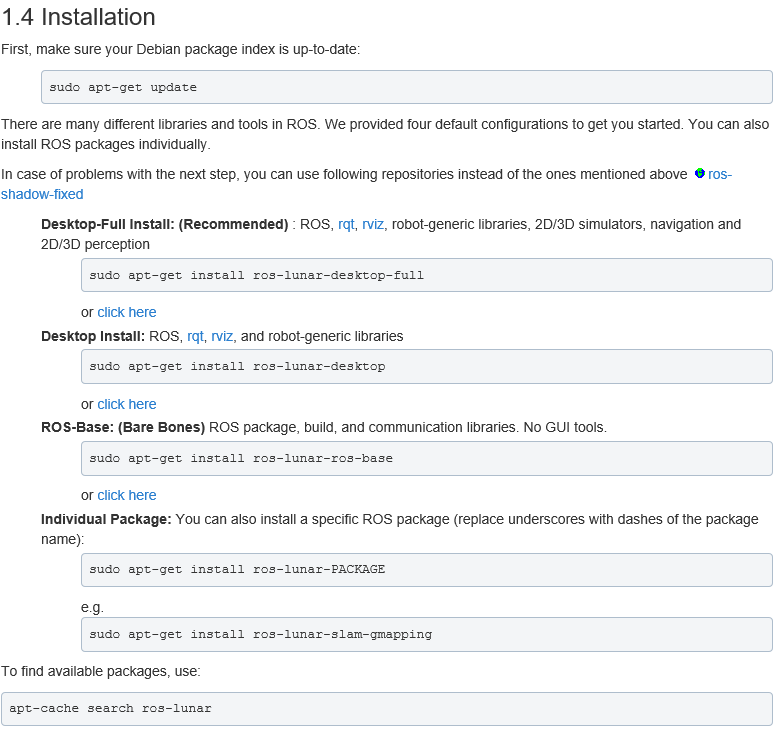 1.4 Installation
First, make sure your Debian package index is up-to-date:
sudo apt-get update
There are many different libraries and tools in ROS. We provided four default configurations to get you started. You can also
install ROS packages individually.
In case of problems with the next step, you can use following repositories instead of the ones mentioned above ros-
shadow-fixed
Desktop-Full Install: (Recommended) : ROS, rqt, rviz, robot-generic libraries, 2D/3D simulators, navigation and
2D/3D perception
sudo apt-get install ros-lunar-desktop-full
or click here
Desktop Install: ROS, rqt, rviz, and robot-generic libraries
sudo apt-get install ros-lunar-desktop
or click here
ROS-Base: (Bare Bones) ROS package, build, and communication libraries. No GUI tools.
sudo apt-get install ros-lunar-ros-base
or click here
Individual Package: You can also install a specific ROS package (replace underscores with dashes of the package
name):
sudo apt-get install ros-lunar-PACKAGE
e.g.
sudo apt-get install ros-lunar-slam-gmapping
To find available packages, use:
apt-cache search ros-lunar